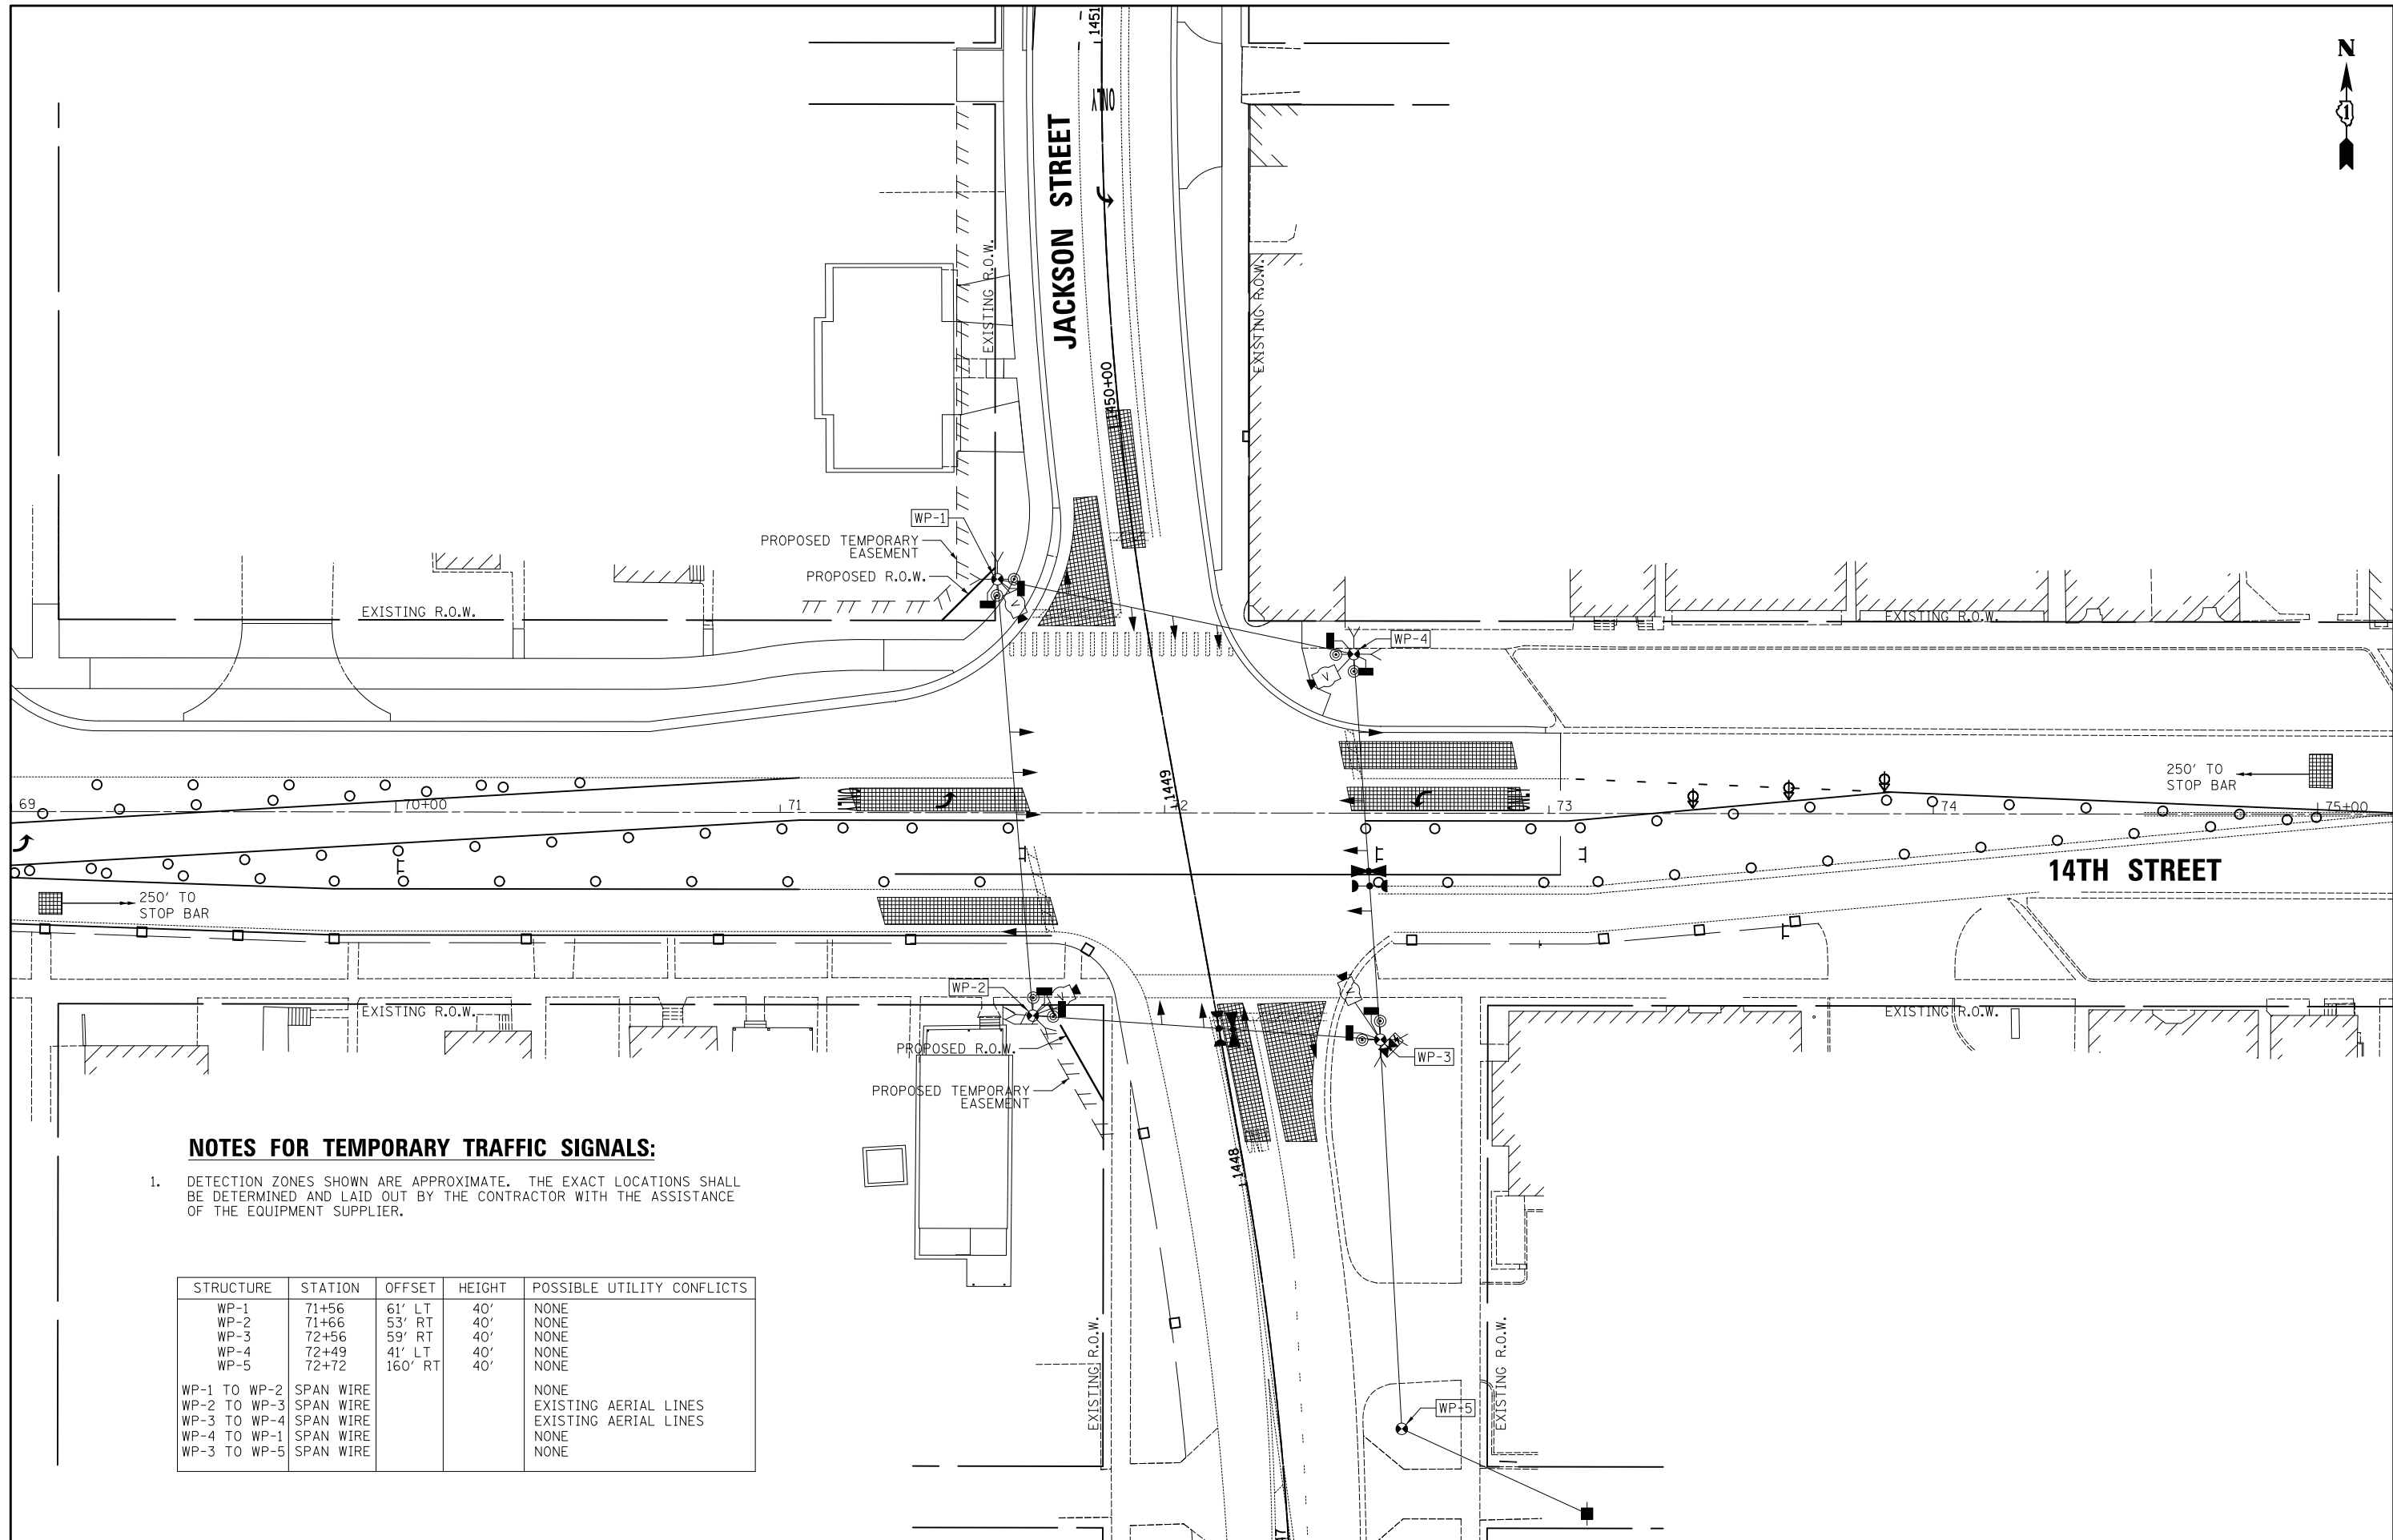 1451
N
1
ONLY
JACKSON STREET
EXISTING R.O.W.
EXISTING R.O.W.
1450+00
WP-1
PROPOSED TEMPORARY
EASEMENT
PROPOSED R.O.W.
EXISTING R.O.W.
WP-4
EXISTING R.O.W.
V
V
1449
250' TO
STOP BAR
69
70+00
71
72
73
74
75+00
14TH STREET
250' TO
STOP BAR
WP-2
V
V
EXISTING R.O.W.
EXISTING R.O.W.
PROPOSED R.O.W.
WP-3
PROPOSED TEMPORARY
EASEMENT
1448
NOTES FOR TEMPORARY TRAFFIC SIGNALS:
1. DETECTION ZONES SHOWN ARE APPROXIMATE. THE EXACT LOCATIONS SHALL
BE DETERMINED AND LAID OUT BY THE CONTRACTOR WITH THE ASSISTANCE
OF THE EQUIPMENT SUPPLIER.
STRUCTURE STATION OFFSET HEIGHT POSSIBLE UTILITY CONFLICTS
WP-1 71+56 61' LT 40' NONE
WP-2 71+66 53' RT 40' NONE
WP-3 72+56 59' RT 40' NONE
WP-4 72+49 41' LT 40' NONE
WP-5 72+72 160' RT 40' NONE
WP-1 TO WP-2 SPAN WIRE NONE
WP-2 TO WP-3 SPAN WIRE EXISTING AERIAL LINES
WP-3 TO WP-4 SPAN WIRE EXISTING AERIAL LINES
WP-4 TO WP-1 SPAN WIRE NONE
WP-3 TO WP-5 SPAN WIRE NONE
EXISTING R.O.W.
EXISTING R.O.W.
WP-5